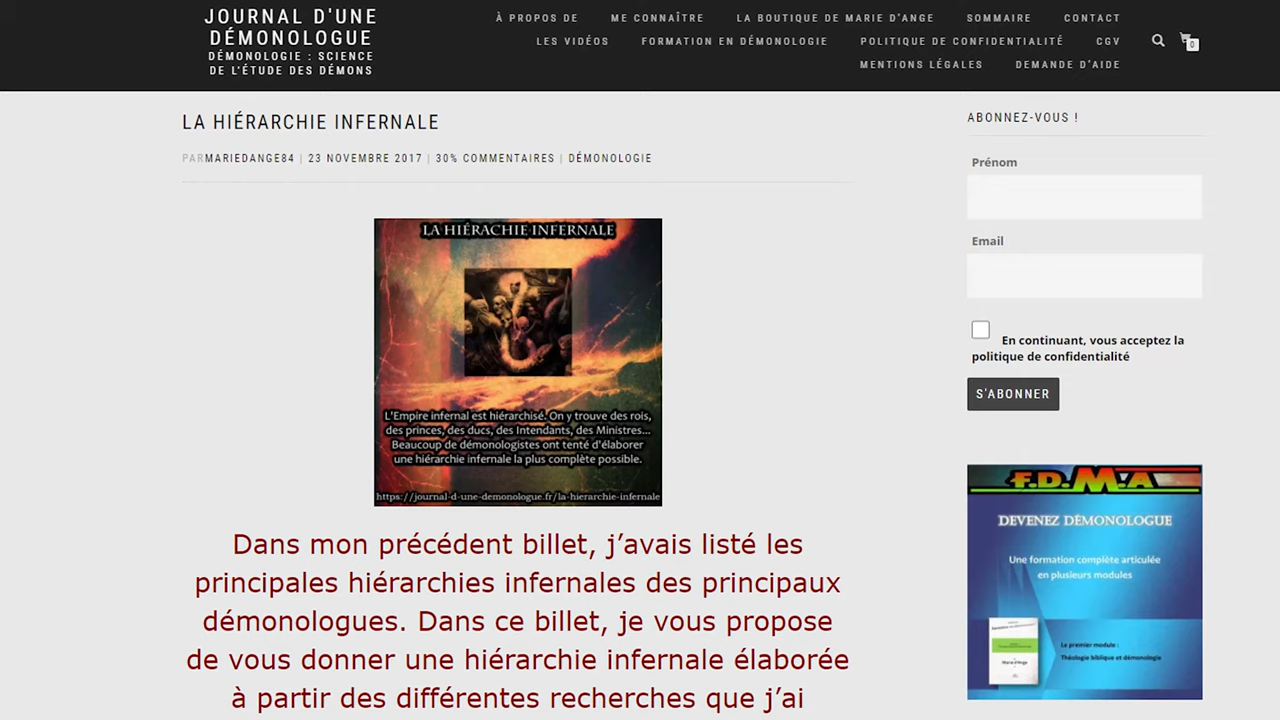 JOURNAL D'UNE
DÉMONOLOGUE
DÉMONOLOGIE : SCIENCE
DE L'ÉTUDE DES DÉMONS
À PROPOS DE
ME CONNAÎTRE
LA BOUTIQUE DE MARIE D'ANGE
SOMMAIRE
CONTACT
LES VIDÉOS
FORMATION EN DÉMONOLOGIE
POLITIQUE DE CONFIDENTIALITÉ
CGV
MENTIONS LÉGALES
DEMANDE D'AIDE
0
LA HIÉRARCHIE INFERNALE
PARMARIEDANGE84 | 23 NOVEMBRE 2017 | 30% COMMENTAIRES | DÉMONOLOGIE
LA HIÉRACHIE INFERNALE
L'Empire infernal est hiérarchisé. On y trouve des rois,
des princes, des ducs, des Intendants, des Ministres...
Beaucoup de démonologistes ont tenté d'élaborer
une hiérarchie infernale la plus complète possible.
https://journal-d-une-demonologue.fr/la-hierarchie-infernale
Dans mon précédent billet, j’avais listé les
principales hiérarchies infernales des principaux
démonologues. Dans ce billet, je vous propose
de vous donner une hiérarchie infernale élaborée
à partir des différentes recherches que j’ai
ABONNEZ-VOUS !
Prénom
Email
En continuant, vous acceptez la
politique de confidentialité
S'ABONNER
F.D.M.A
DEVENEZ DÉMONOLOGUE
Une formation complète articulée
en plusieurs modules
Le premier module :
Théologie biblique et démonologie